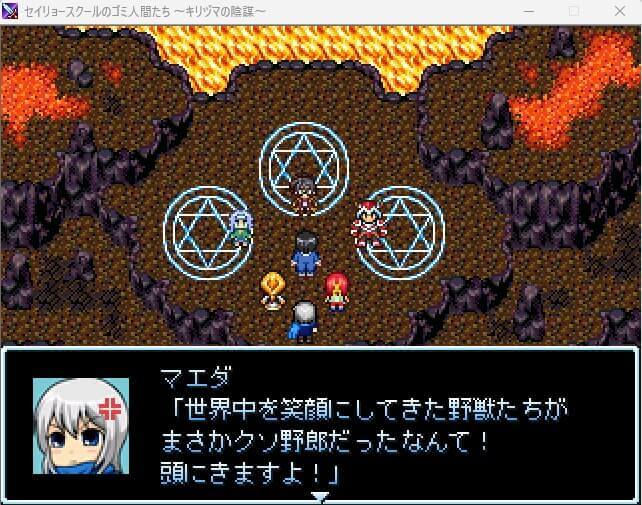 セイリョースクールのゴミ人間たち ～キリヅマの陰謀～
マエダ
「世界中を笑顔にしてきた野獣たちが
まさかクソ野郎だったなんて！
頭にきますよ！」